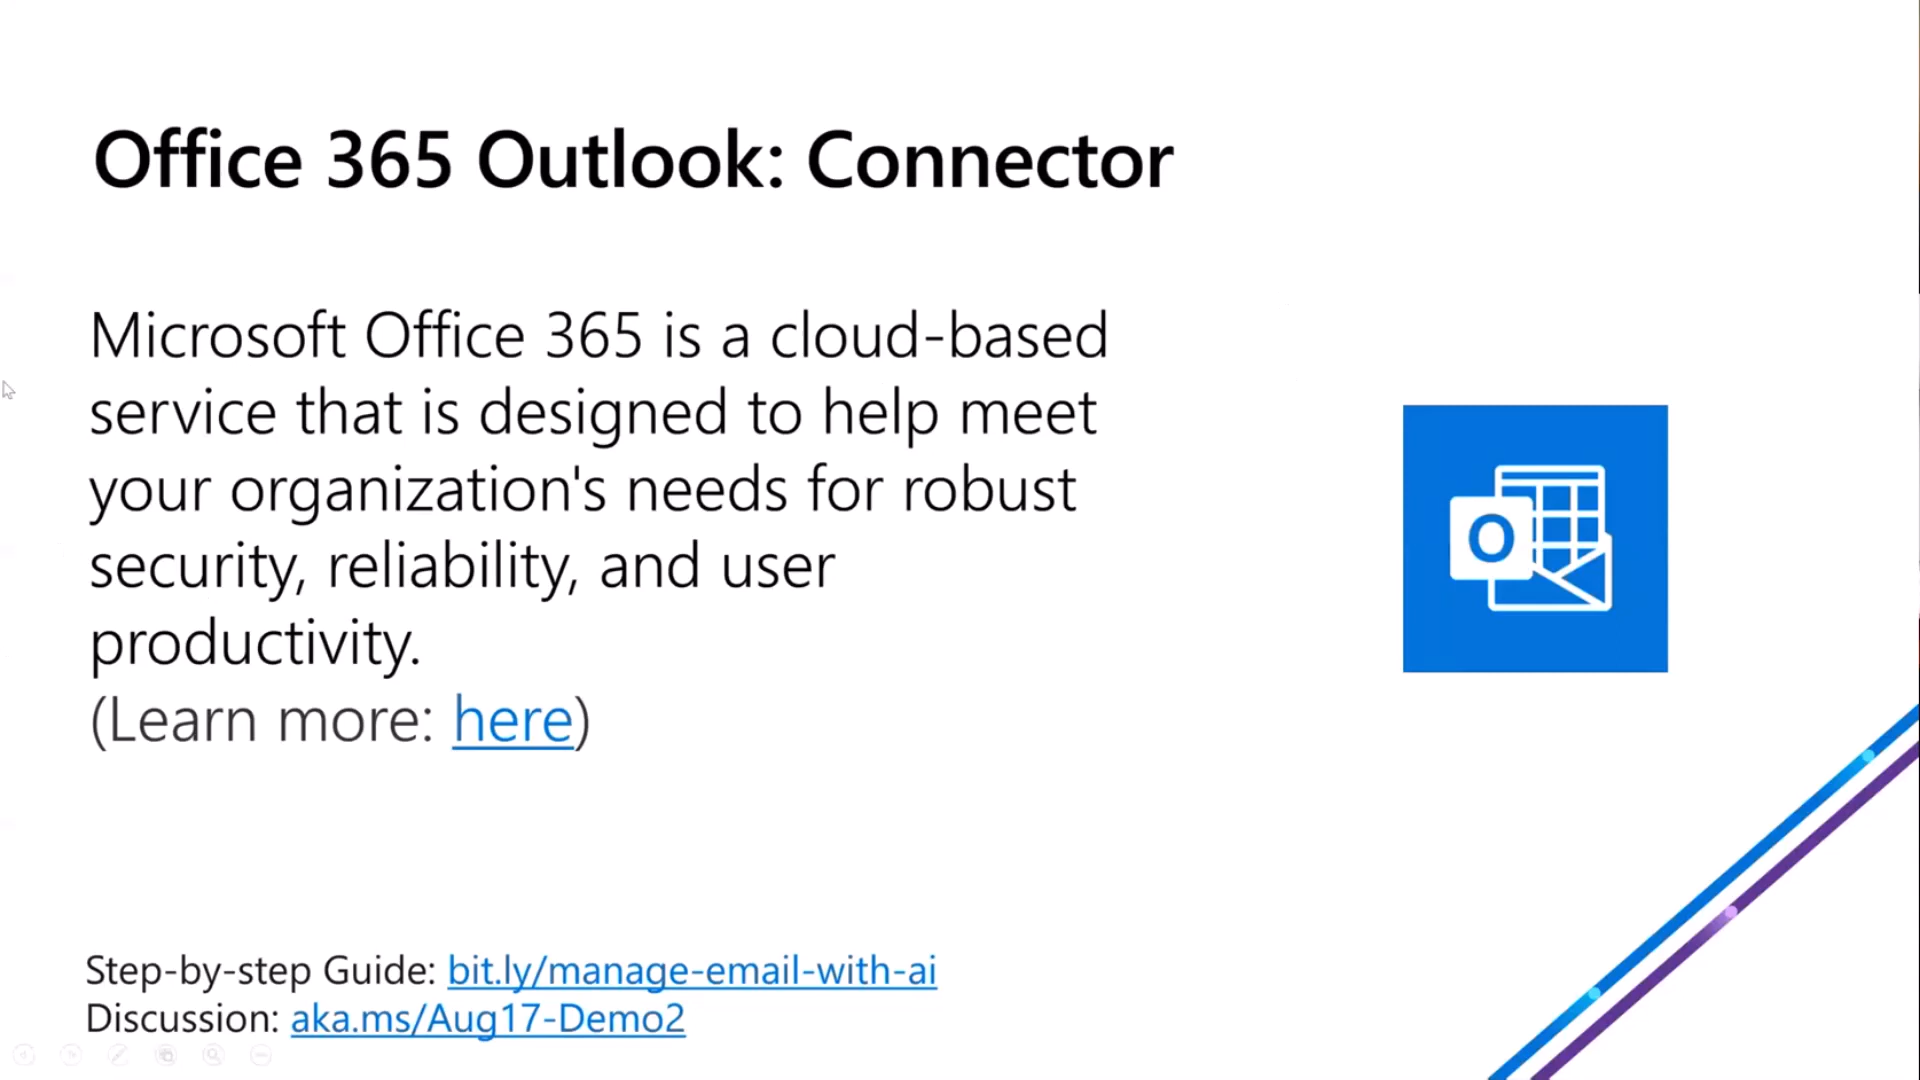 Office 365 Outlook: Connector
Microsoft Office 365 is a cloud-based
service that is designed to help meet
your organization's needs for robust
security, reliability, and user
productivity.
(Learn more: here)
O
Step-by-step Guide: bit.ly/manage-email-with-ai
Discussion: aka.ms/Aug17-Demo2